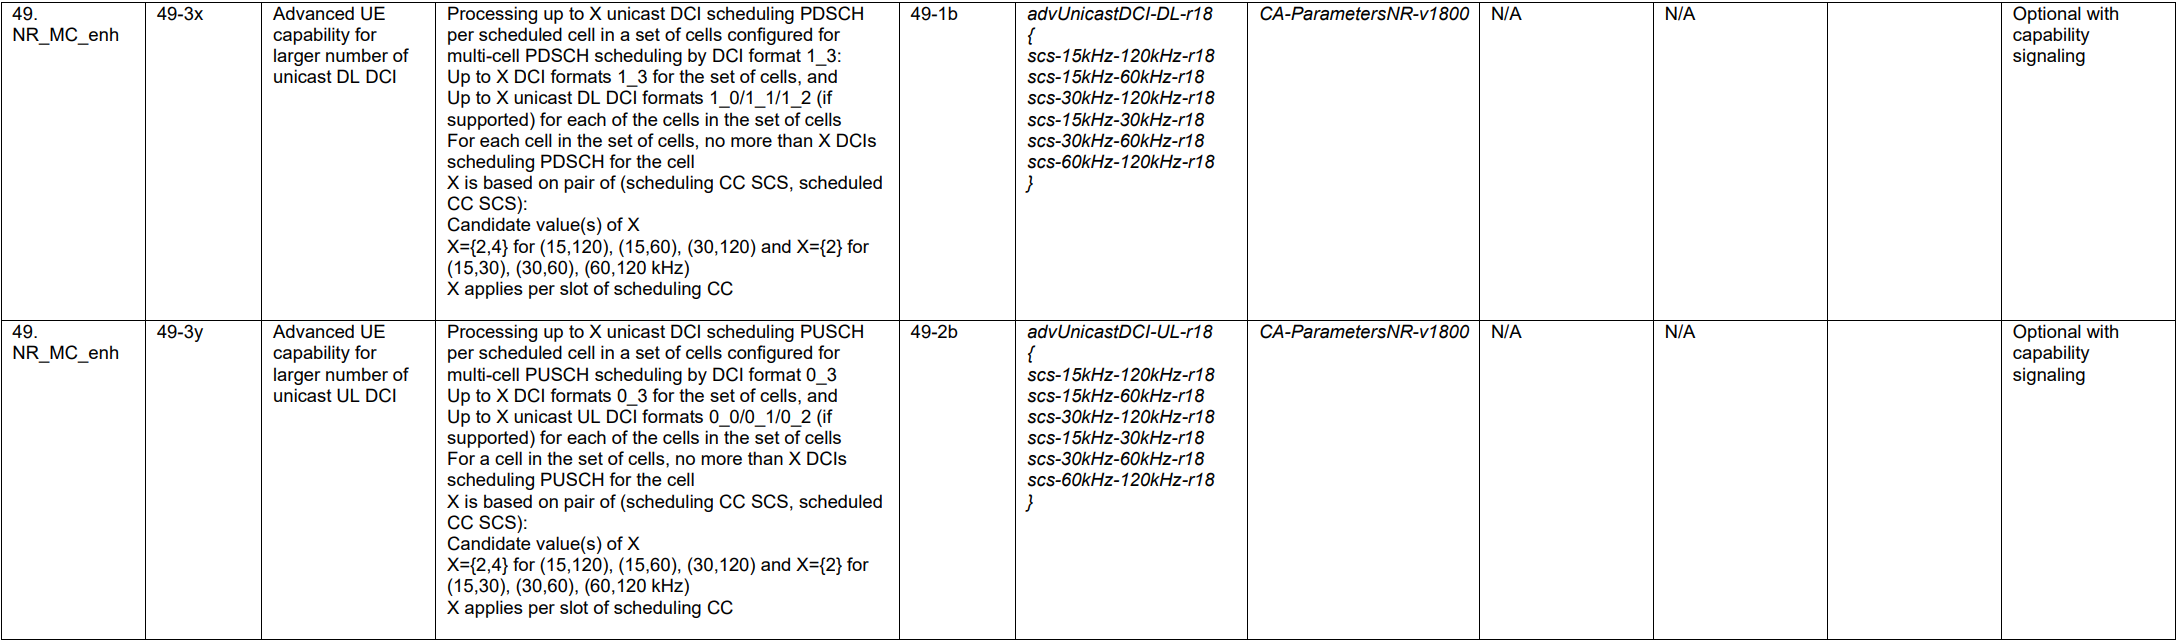 49.
NR_MC_enh
49-3x
Advanced UE
capability for
larger number of
unicast DL DCI
Processing up to X unicast DCI scheduling PDSCH
per scheduled cell in a set of cells configured for
multi-cell PDSCH scheduling by DCI format 1_3:
Up to X DCI formats 1_3 for the set of cells, and
Up to X unicast DL DCI formats 1_0/1_1/1_2 (if
supported) for each of the cells in the set of cells
For each cell in the set of cells, no more than X DCIs
scheduling PDSCH for the cell
X is based on pair of (scheduling CC SCS, scheduled
CC SCS):
Candidate value(s) of X
X={2,4} for (15,120), (15,60), (30,120) and X={2} for
(15,30), (30,60), (60,120 kHz)
X applies per slot of scheduling CC
49-1b
advUnicastDCI-DL-r18
{
scs-15kHz-120kHz-r18
scs-15kHz-60kHz-r18
scs-30kHz-120kHz-r18
scs-15kHz-30kHz-r18
scs-30kHz-60kHz-r18
scs-60kHz-120kHz-r18
}
CA-ParametersNR-v1800
N/A
N/A
Optional with
capability
signaling
49.
NR_MC_enh
49-3y
Advanced UE
capability for
larger number of
unicast UL DCI
Processing up to X unicast DCI scheduling PUSCH
per scheduled cell in a set of cells configured for
multi-cell PUSCH scheduling by DCI format 0_3
Up to X DCI formats 0_3 for the set of cells, and
Up to X unicast UL DCI formats 0_0/0_1/0_2 (if
supported) for each of the cells in the set of cells
For a cell in the set of cells, no more than X DCIs
scheduling PUSCH for the cell
X is based on pair of (scheduling CC SCS, scheduled
CC SCS):
Candidate value(s) of X
X={2,4} for (15,120), (15,60), (30,120) and X={2} for
(15,30), (30,60), (60,120 kHz)
X applies per slot of scheduling CC
49-2b
advUnicastDCI-UL-r18
{
scs-15kHz-120kHz-r18
scs-15kHz-60kHz-r18
scs-30kHz-120kHz-r18
scs-15kHz-30kHz-r18
scs-30kHz-60kHz-r18
scs-60kHz-120kHz-r18
}
CA-ParametersNR-v1800
N/A
N/A
Optional with
capability
signaling